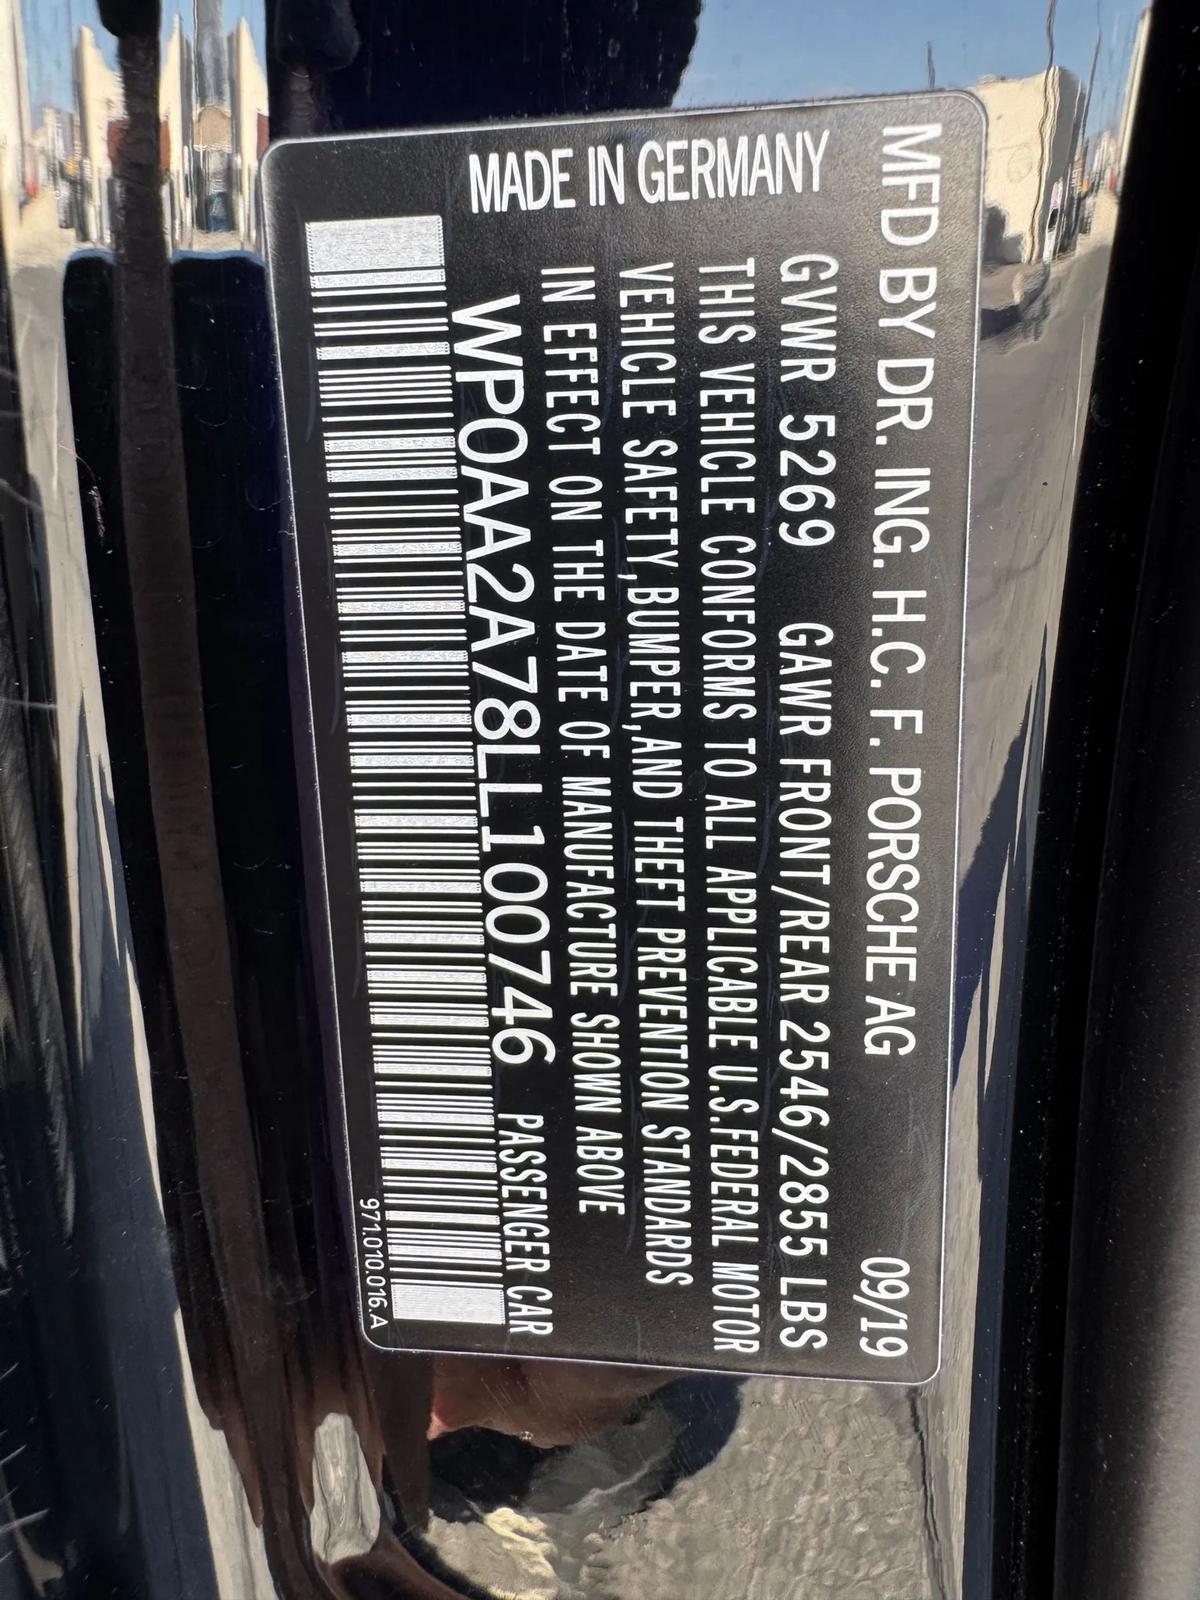 MFD BY DR. ING. H.C. F. PORSCHE AG 09/19
GVWR 5269 GAWR FRONT/REAR 2546/2855 LBS
THIS VEHICLE CONFORMS TO ALL APPLICABLE U.S.FEDERAL MOTOR
VEHICLE SAFETY,BUMPER,AND THEFT PREVENTION STANDARDS
IN EFFECT ON THE DATE OF MANUFACTURE SHOWN ABOVE
WP0AA2A78LL100746 PASSENGER CAR
MADE IN GERMANY
971.010.016.A